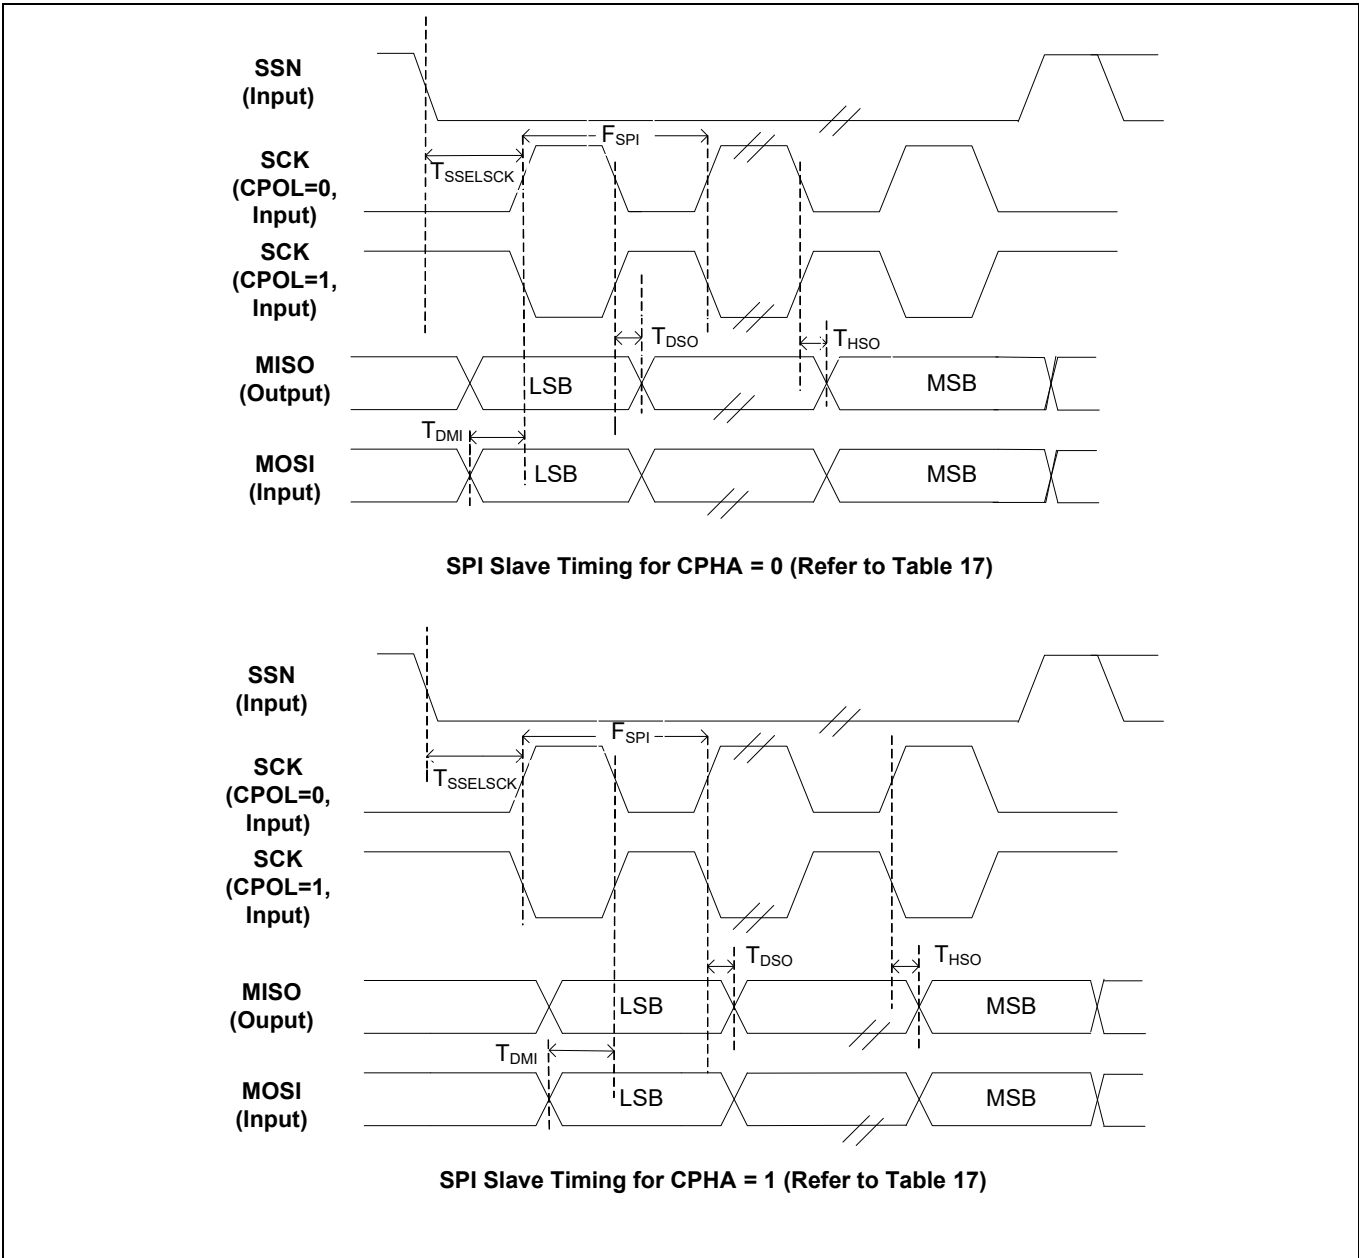 SSN
(Input)
F_SPI
T_SSELSCK
SCK
(CPOL=0,
Input)
SCK
(CPOL=1,
Input)
T_DSO
T_HSO
MISO
(Output)
LSB
MSB
T_DMI
MOSI
(Input)
LSB
MSB
SPI Slave Timing for CPHA = 0 (Refer to Table 17)
SSN
(Input)
F_SPI
T_SSELSCK
SCK
(CPOL=0,
Input)
SCK
(CPOL=1,
Input)
T_DSO
T_HSO
MISO
(Ouput)
LSB
MSB
T_DMI
MOSI
(Input)
LSB
MSB
SPI Slave Timing for CPHA = 1 (Refer to Table 17)